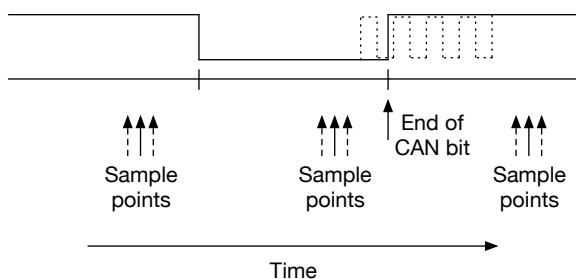 End of
CAN bit
Sample
points
Sample
points
Sample
points
Time